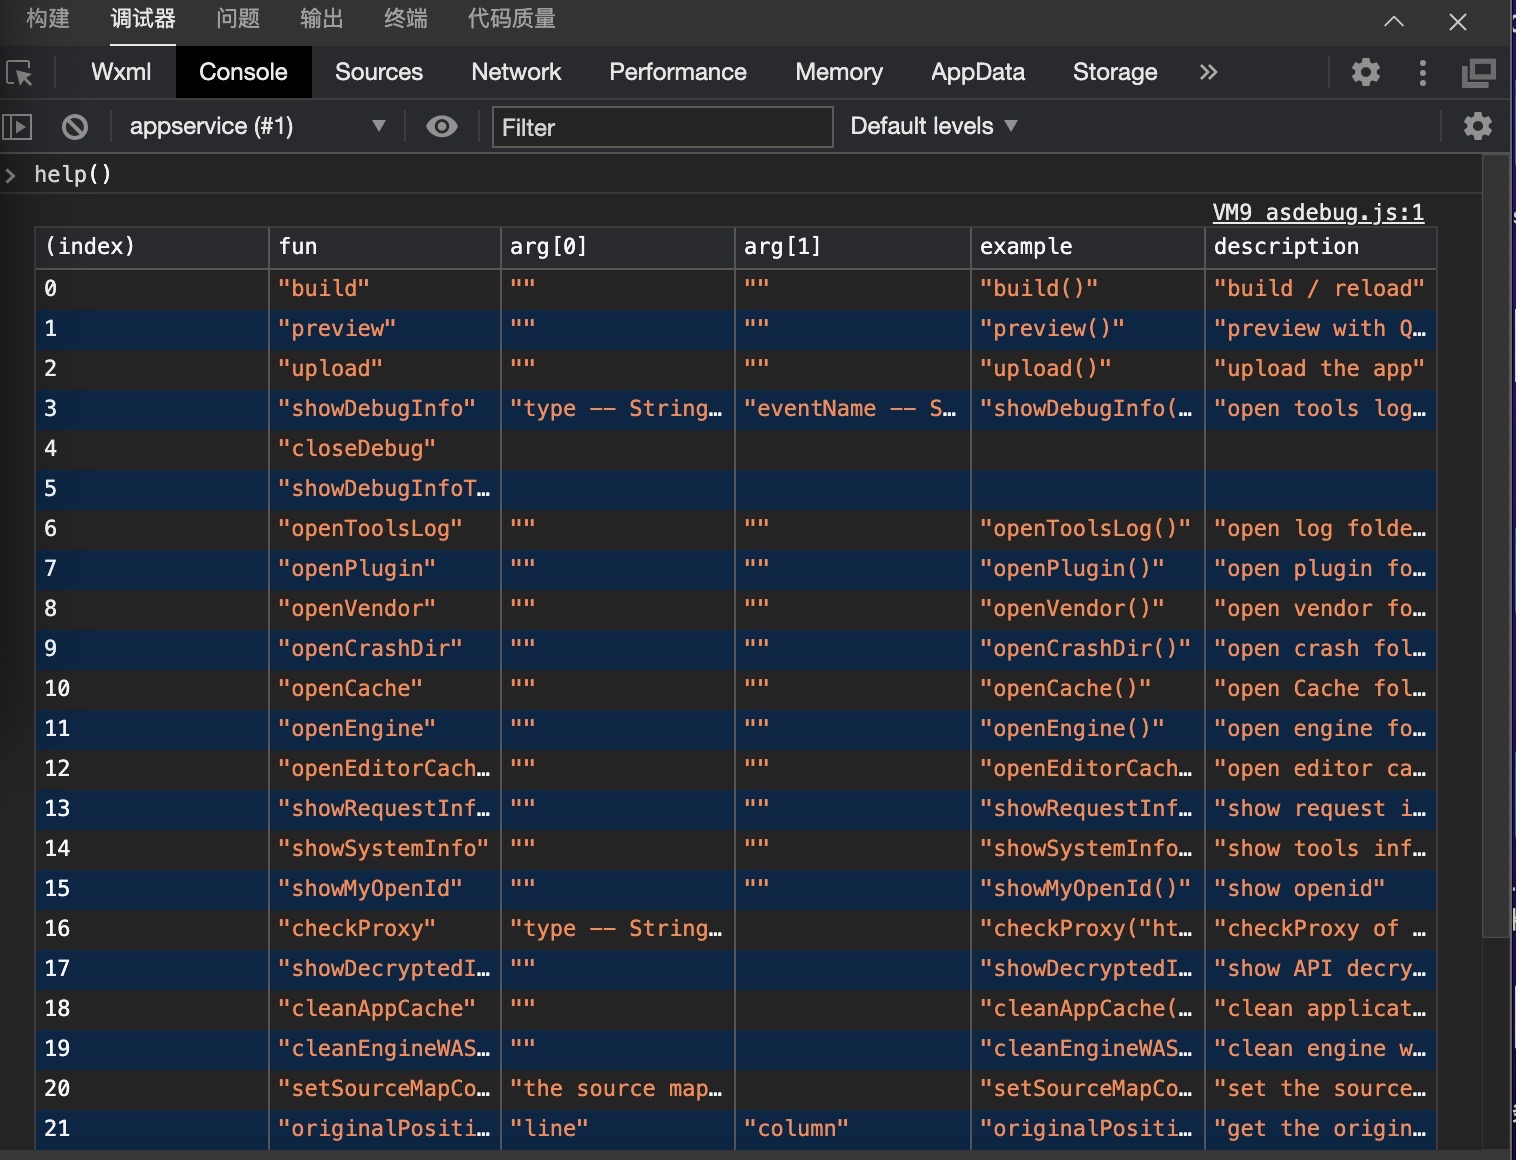 构建 调试器 问题 输出 终端 代码质量
Wxml Console Sources Network Performance Memory AppData Storage »
appservice (#1) ▼ Filter Default levels ▼
> help()
VM9 asdebug.js:1
(index) fun arg[0] arg[1] example description
0 "build" "" "" "build()" "build / reload"
1 "preview" "" "" "preview()" "preview with Q…
2 "upload" "" "" "upload()" "upload the app"
3 "showDebugInfo" "type -- String… "eventName -- S… "showDebugInfo(… "open tools log…
4 "closeDebug"
5 "showDebugInfoT…
6 "openToolsLog" "" "" "openToolsLog()" "open log folde…
7 "openPlugin" "" "" "openPlugin()" "open plugin fo…
8 "openVendor" "" "" "openVendor()" "open vendor fo…
9 "openCrashDir" "" "" "openCrashDir()" "open crash fol…
10 "openCache" "" "" "openCache()" "open Cache fol…
11 "openEngine" "" "" "openEngine()" "open engine fo…
12 "openEditorCach… "" "" "openEditorCach… "open editor ca…
13 "showRequestInf… "" "" "showRequestInf… "show request i…
14 "showSystemInfo" "" "" "showSystemInfo… "show tools inf…
15 "showMyOpenId" "" "" "showMyOpenId()" "show openid"
16 "checkProxy" "type -- String… "checkProxy("ht… "checkProxy of …
17 "showDecryptedI… "" "showDecryptedI… "show API decry…
18 "cleanAppCache" "" "cleanAppCache(… "clean applicat…
19 "cleanEngineWAS… "" "cleanEngineWAS… "clean engine w…
20 "setSourceMapCo… "the source map… "setSourceMapCo… "set the source…
21 "originalPositi… "line" "column" "originalPositi… "get the origin…